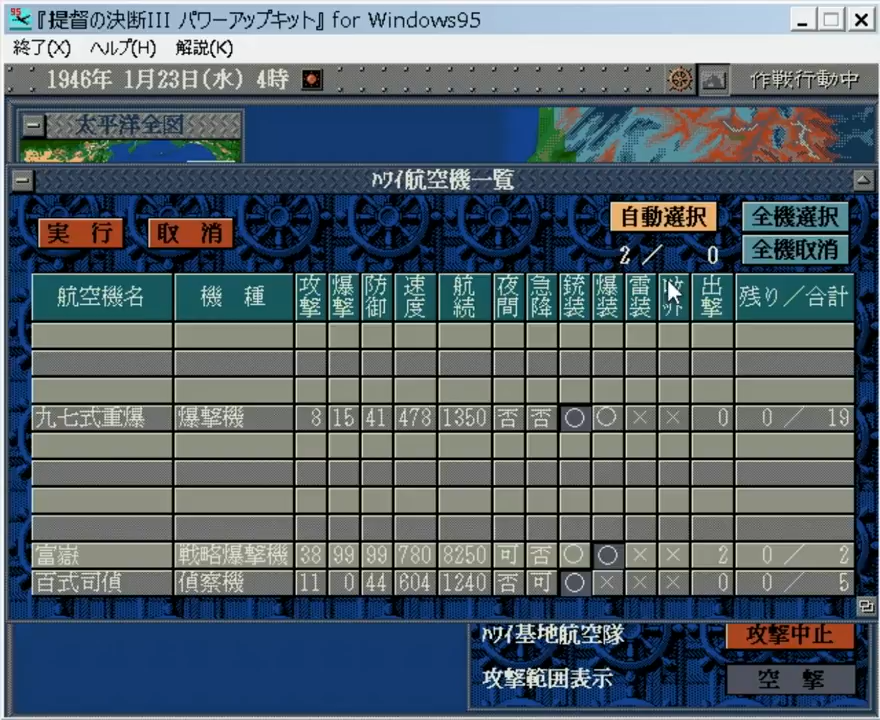 『提督の決断III パワーアップキット』 for Windows95
終了(X) ヘルプ(H) 解説(K)
1946年 1月23日(水) 4時 作戦行動中
太平洋全図
ハワイ航空機一覧
実 行 取 消 自動選択 全機選択
2 / 0 全機取消
航空機名 機 種 攻撃 爆撃 防御 速度 航続 夜間 急降 銃装 爆装 雷装 出撃 残り/合計
九七式重爆 爆撃機 8 15 41 473 1350 否 否 ○ ○ × × 0 0 / 19
富嶽 戦略爆撃機 38 99 99 780 8250 可 否 ○ ○ × × 2 0 / 2
百式司偵 偵察機 11 0 44 604 1240 否 可 ○ × × × 0 0 / 5
ハワイ基地航空隊 攻撃中止
攻撃範囲表示 空 撃